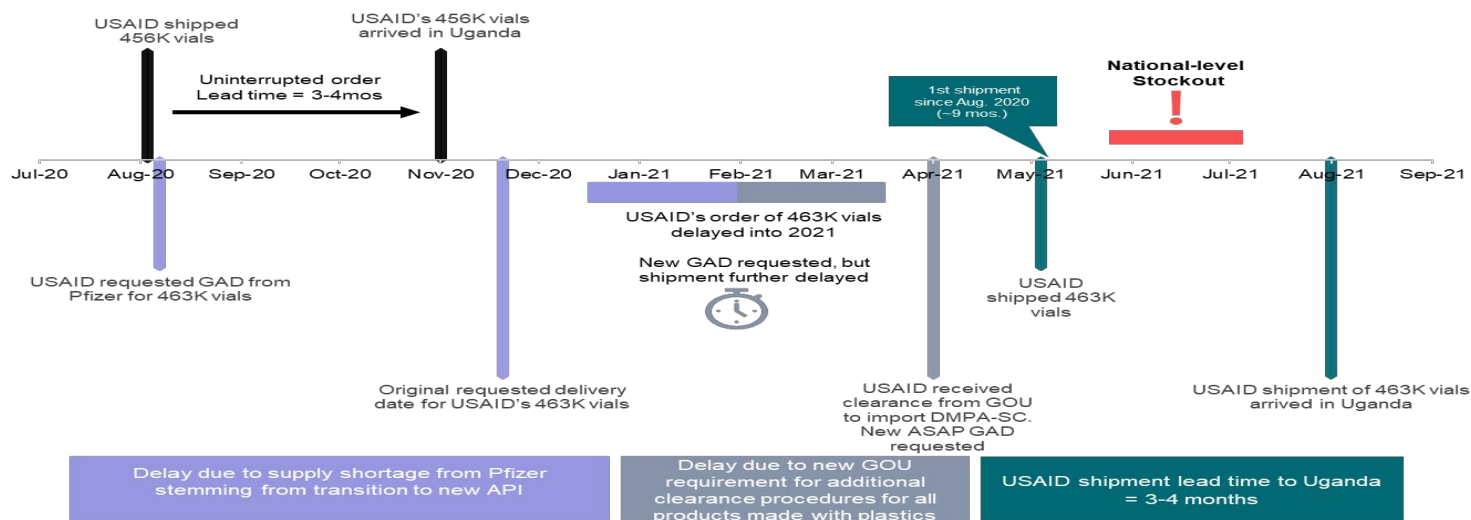 USAID shipped
456K vials
USAID's 456K vials
arrived in Uganda
Uninterrupted order
Lead time = 3-4mos
1st shipment
since Aug. 2020
(~9 mos.)
National-level
Stockout
!
Jul-20 Aug-20 Sep-20 Oct-20 Nov-20 Dec-20 Jan-21 Feb-21 Mar-21 Apr-21 May-21 Jun-21 Jul-21 Aug-21 Sep-21
USAID's order of 463K vials
delayed into 2021
New GAD requested, but
shipment further delayed
USAID requested GAD from
Pfizer for 463K vials
USAID
shipped 463K
vials
Original requested delivery
date for USAID's 463K vials
USAID received
clearance from GOU
to import DMPA-SC.
New ASAP GAD
requested
USAID shipment of 463K vials
arrived in Uganda
Delay due to supply shortage from Pfizer
stemming from transition to new API
Delay due to new GOU
requirement for additional
clearance procedures for all
products made with plastics
USAID shipment lead time to Uganda
= 3-4 months